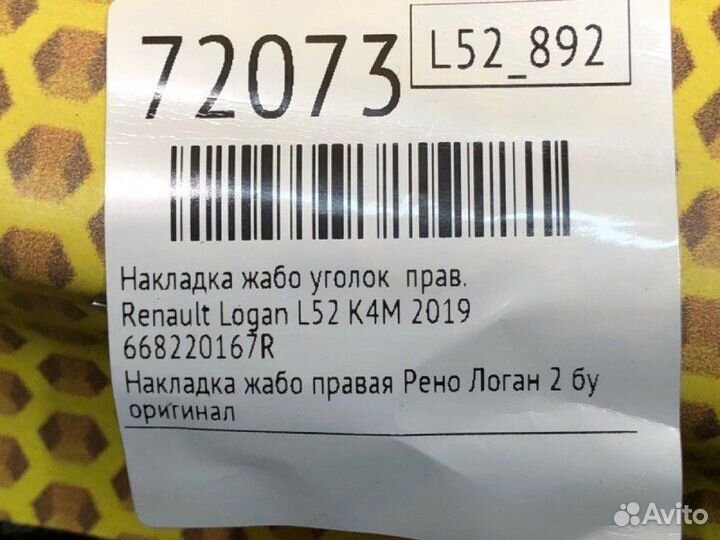 72073
L52_892
Накладка жабо уголок прав.
Renault Logan L52 K4M 2019
668220167R
Накладка жабо правая Рено Логан 2 бу
оригинал
Avito